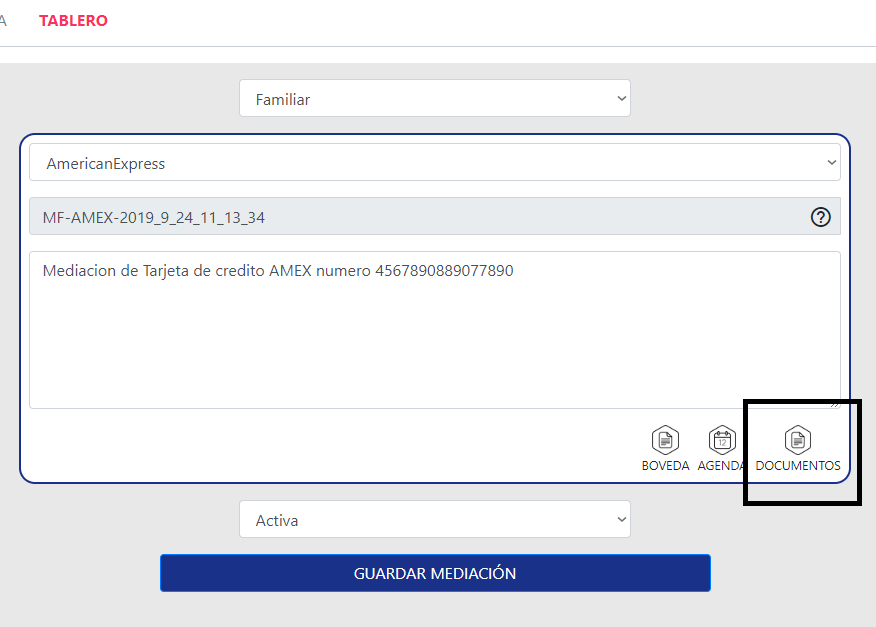 A TABLERO
Familiar
AmericanExpress
MF-AMEX-2019_9_24_11_13_34
Mediacion de Tarjeta de credito AMEX numero 4567890889077890
12
BOVEDA AGENDA DOCUMENTOS
Activa
GUARDAR MEDIACIÓN